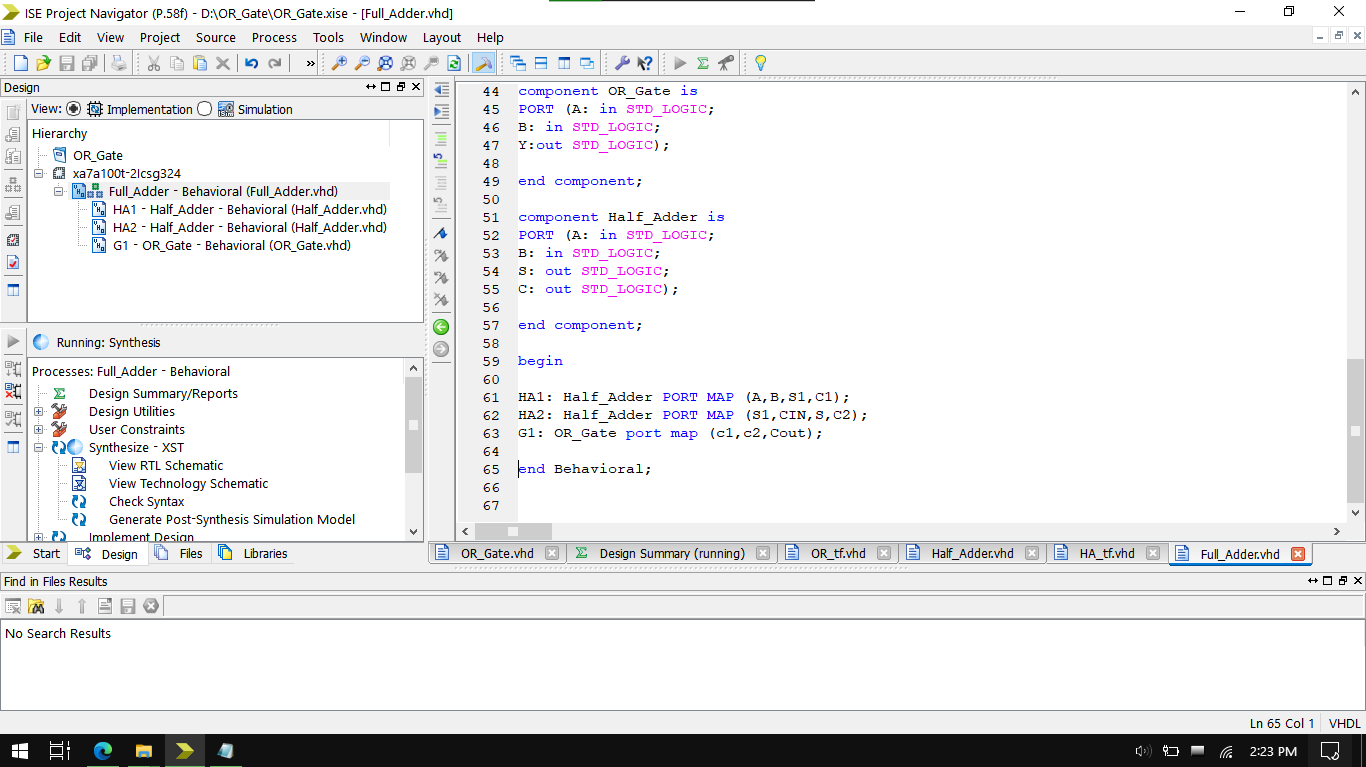 ISE Project Navigator (P.58f) - D:\OR_Gate\OR_Gate.xise - [Full_Adder.vhd]
File Edit View Project Source Process Tools Window Layout Help
Design
View: Implementation Simulation
Hierarchy
OR_Gate
xa7a100t-2Icsg324
Full_Adder - Behavioral (Full_Adder.vhd)
HA1 - Half_Adder - Behavioral (Half_Adder.vhd)
HA2 - Half_Adder - Behavioral (Half_Adder.vhd)
G1 - OR_Gate - Behavioral (OR_Gate.vhd)
Running: Synthesis
Processes: Full_Adder - Behavioral
Design Summary/Reports
Design Utilities
User Constraints
Synthesize - XST
View RTL Schematic
View Technology Schematic
Check Syntax
Generate Post-Synthesis Simulation Model
Implement Design
Start Design Files Libraries
44 component OR_Gate is
45 PORT (A: in STD_LOGIC;
46 B: in STD_LOGIC;
47 Y:out STD_LOGIC);
48
49 end component;
50
51 component Half_Adder is
52 PORT (A: in STD_LOGIC;
53 B: in STD_LOGIC;
54 S: out STD_LOGIC;
55 C: out STD_LOGIC);
56
57 end component;
58
59 begin
60
61 HA1: Half_Adder PORT MAP (A,B,S1,C1);
62 HA2: Half_Adder PORT MAP (S1,CIN,S,C2);
63 G1: OR_Gate port map (c1,c2,Cout);
64
65 end Behavioral;
66
67
OR_Gate.vhd Design Summary (running) OR_tf.vhd Half_Adder.vhd HA_tf.vhd Full_Adder.vhd
Find in Files Results
No Search Results
Ln 65 Col 1 VHDL
2:23 PM